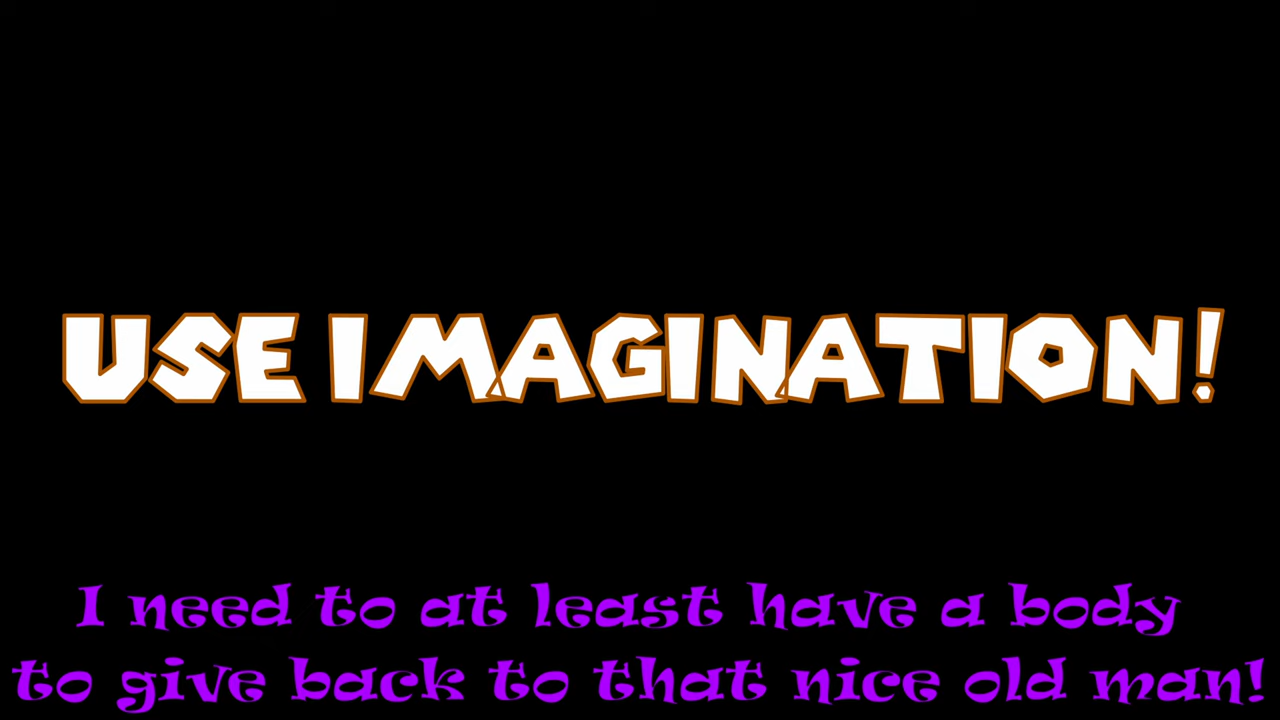 USE IMAGINATION!
I need to at least have a body
to give back to that nice old man!